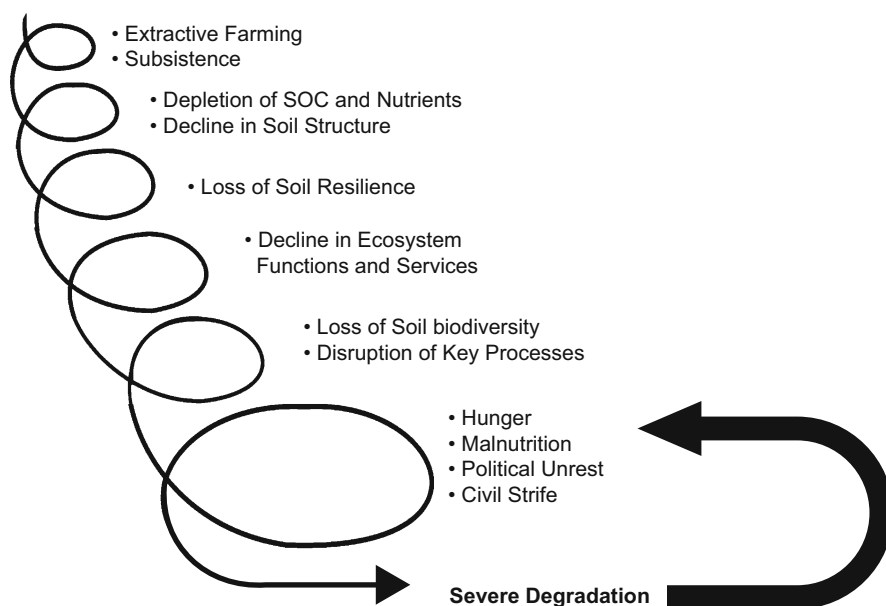 • Extractive Farming
• Subsistence
• Depletion of SOC and Nutrients
• Decline in Soil Structure
• Loss of Soil Resilience
• Decline in Ecosystem
Functions and Services
• Loss of Soil biodiversity
• Disruption of Key Processes
• Hunger
• Malnutrition
• Political Unrest
• Civil Strife
Severe Degradation